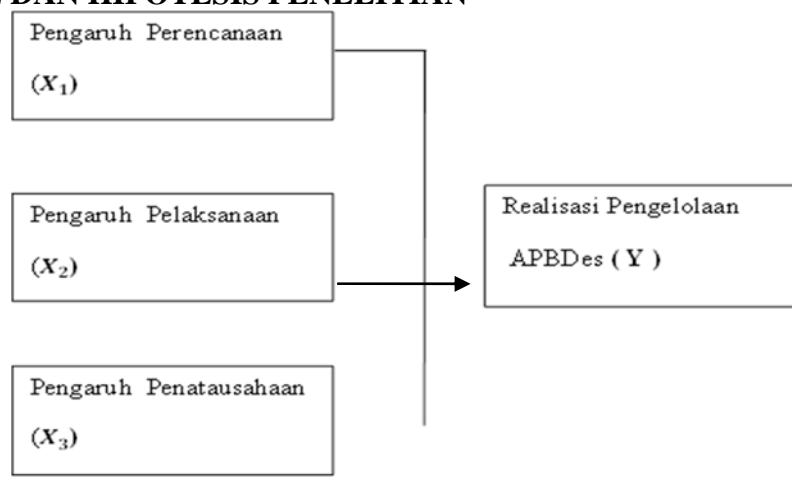 DAN HIPOTESIS PENELITIAN
Pengaruh Perencanaan
(X₁)
Pengaruh Pelaksanaan
(X₂)
Realisasi Pengelolaan
APBDes ( Y )
Pengaruh Penatausahaan
(X₃)